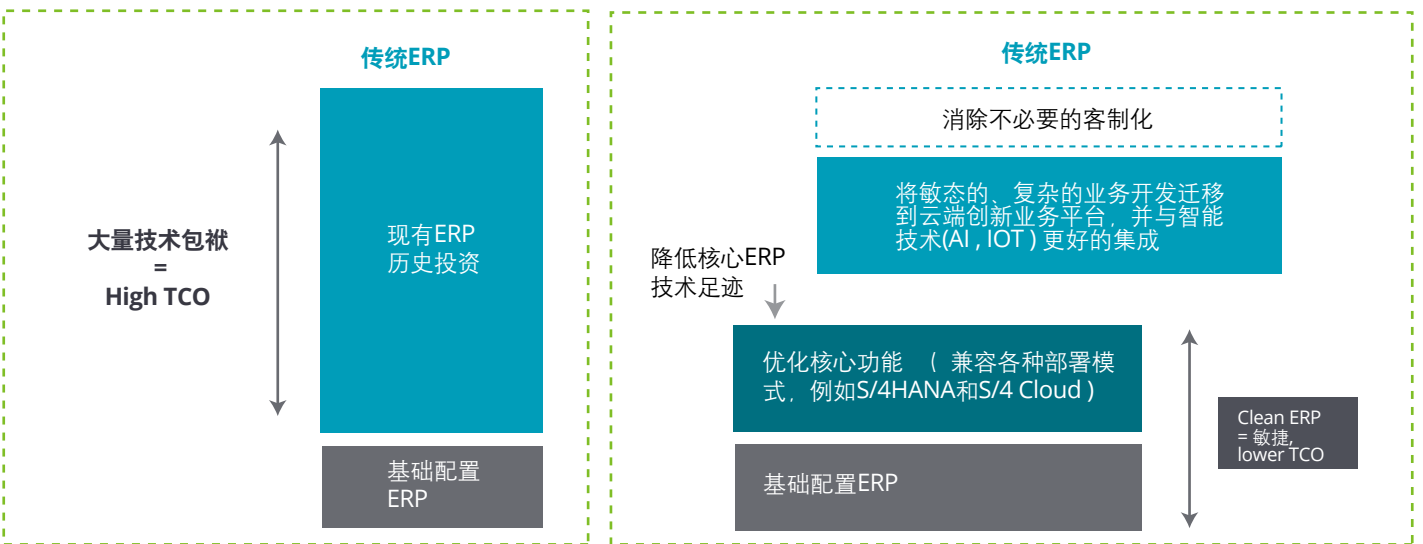 传统ERP
大量技术包袱
=
High TCO
现有ERP
历史投资
基础配置
ERP
传统ERP
消除不必要的客制化
将敏态的、复杂的业务开发迁移
到云端创新业务平台，并与智能
技术(AI , IOT ) 更好的集成
降低核心ERP
技术足迹
优化核心功能 （ 兼容各种部署模
式，例如S/4HANA和S/4 Cloud )
基础配置ERP
Clean ERP
= 敏捷,
lower TCO